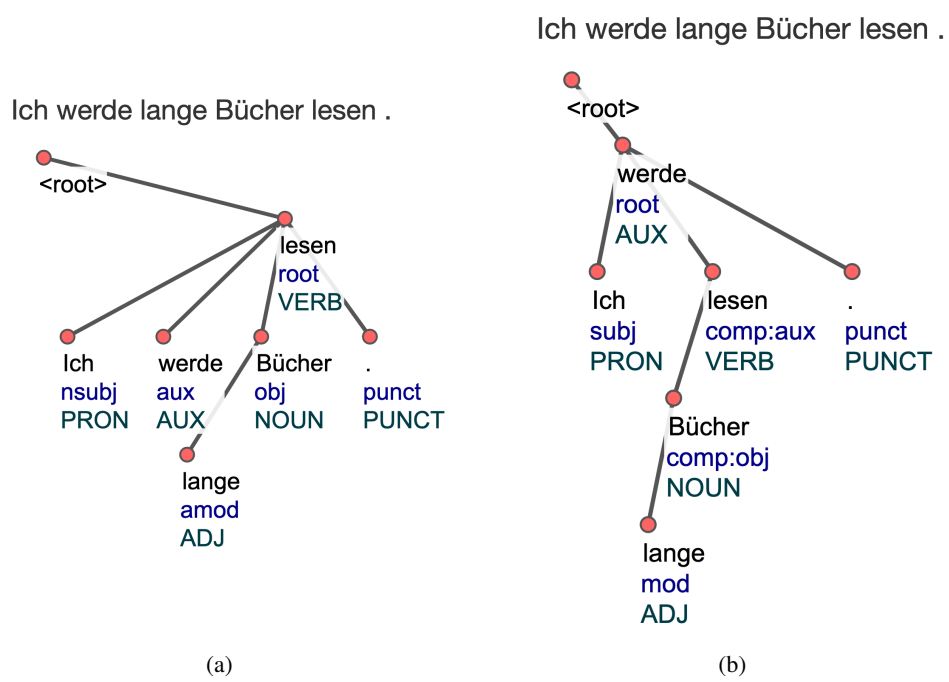 Ich werde lange Bücher lesen .
<root>
lesen
root
VERB
Ich werde Bücher .
nsubj aux obj punct
PRON AUX NOUN PUNCT
lange
amod
ADJ
(a)
Ich werde lange Bücher lesen .
<root>
werde
root
AUX
Ich lesen .
subj comp:aux punct
PRON VERB PUNCT
Bücher
comp:obj
NOUN
lange
mod
ADJ
(b)